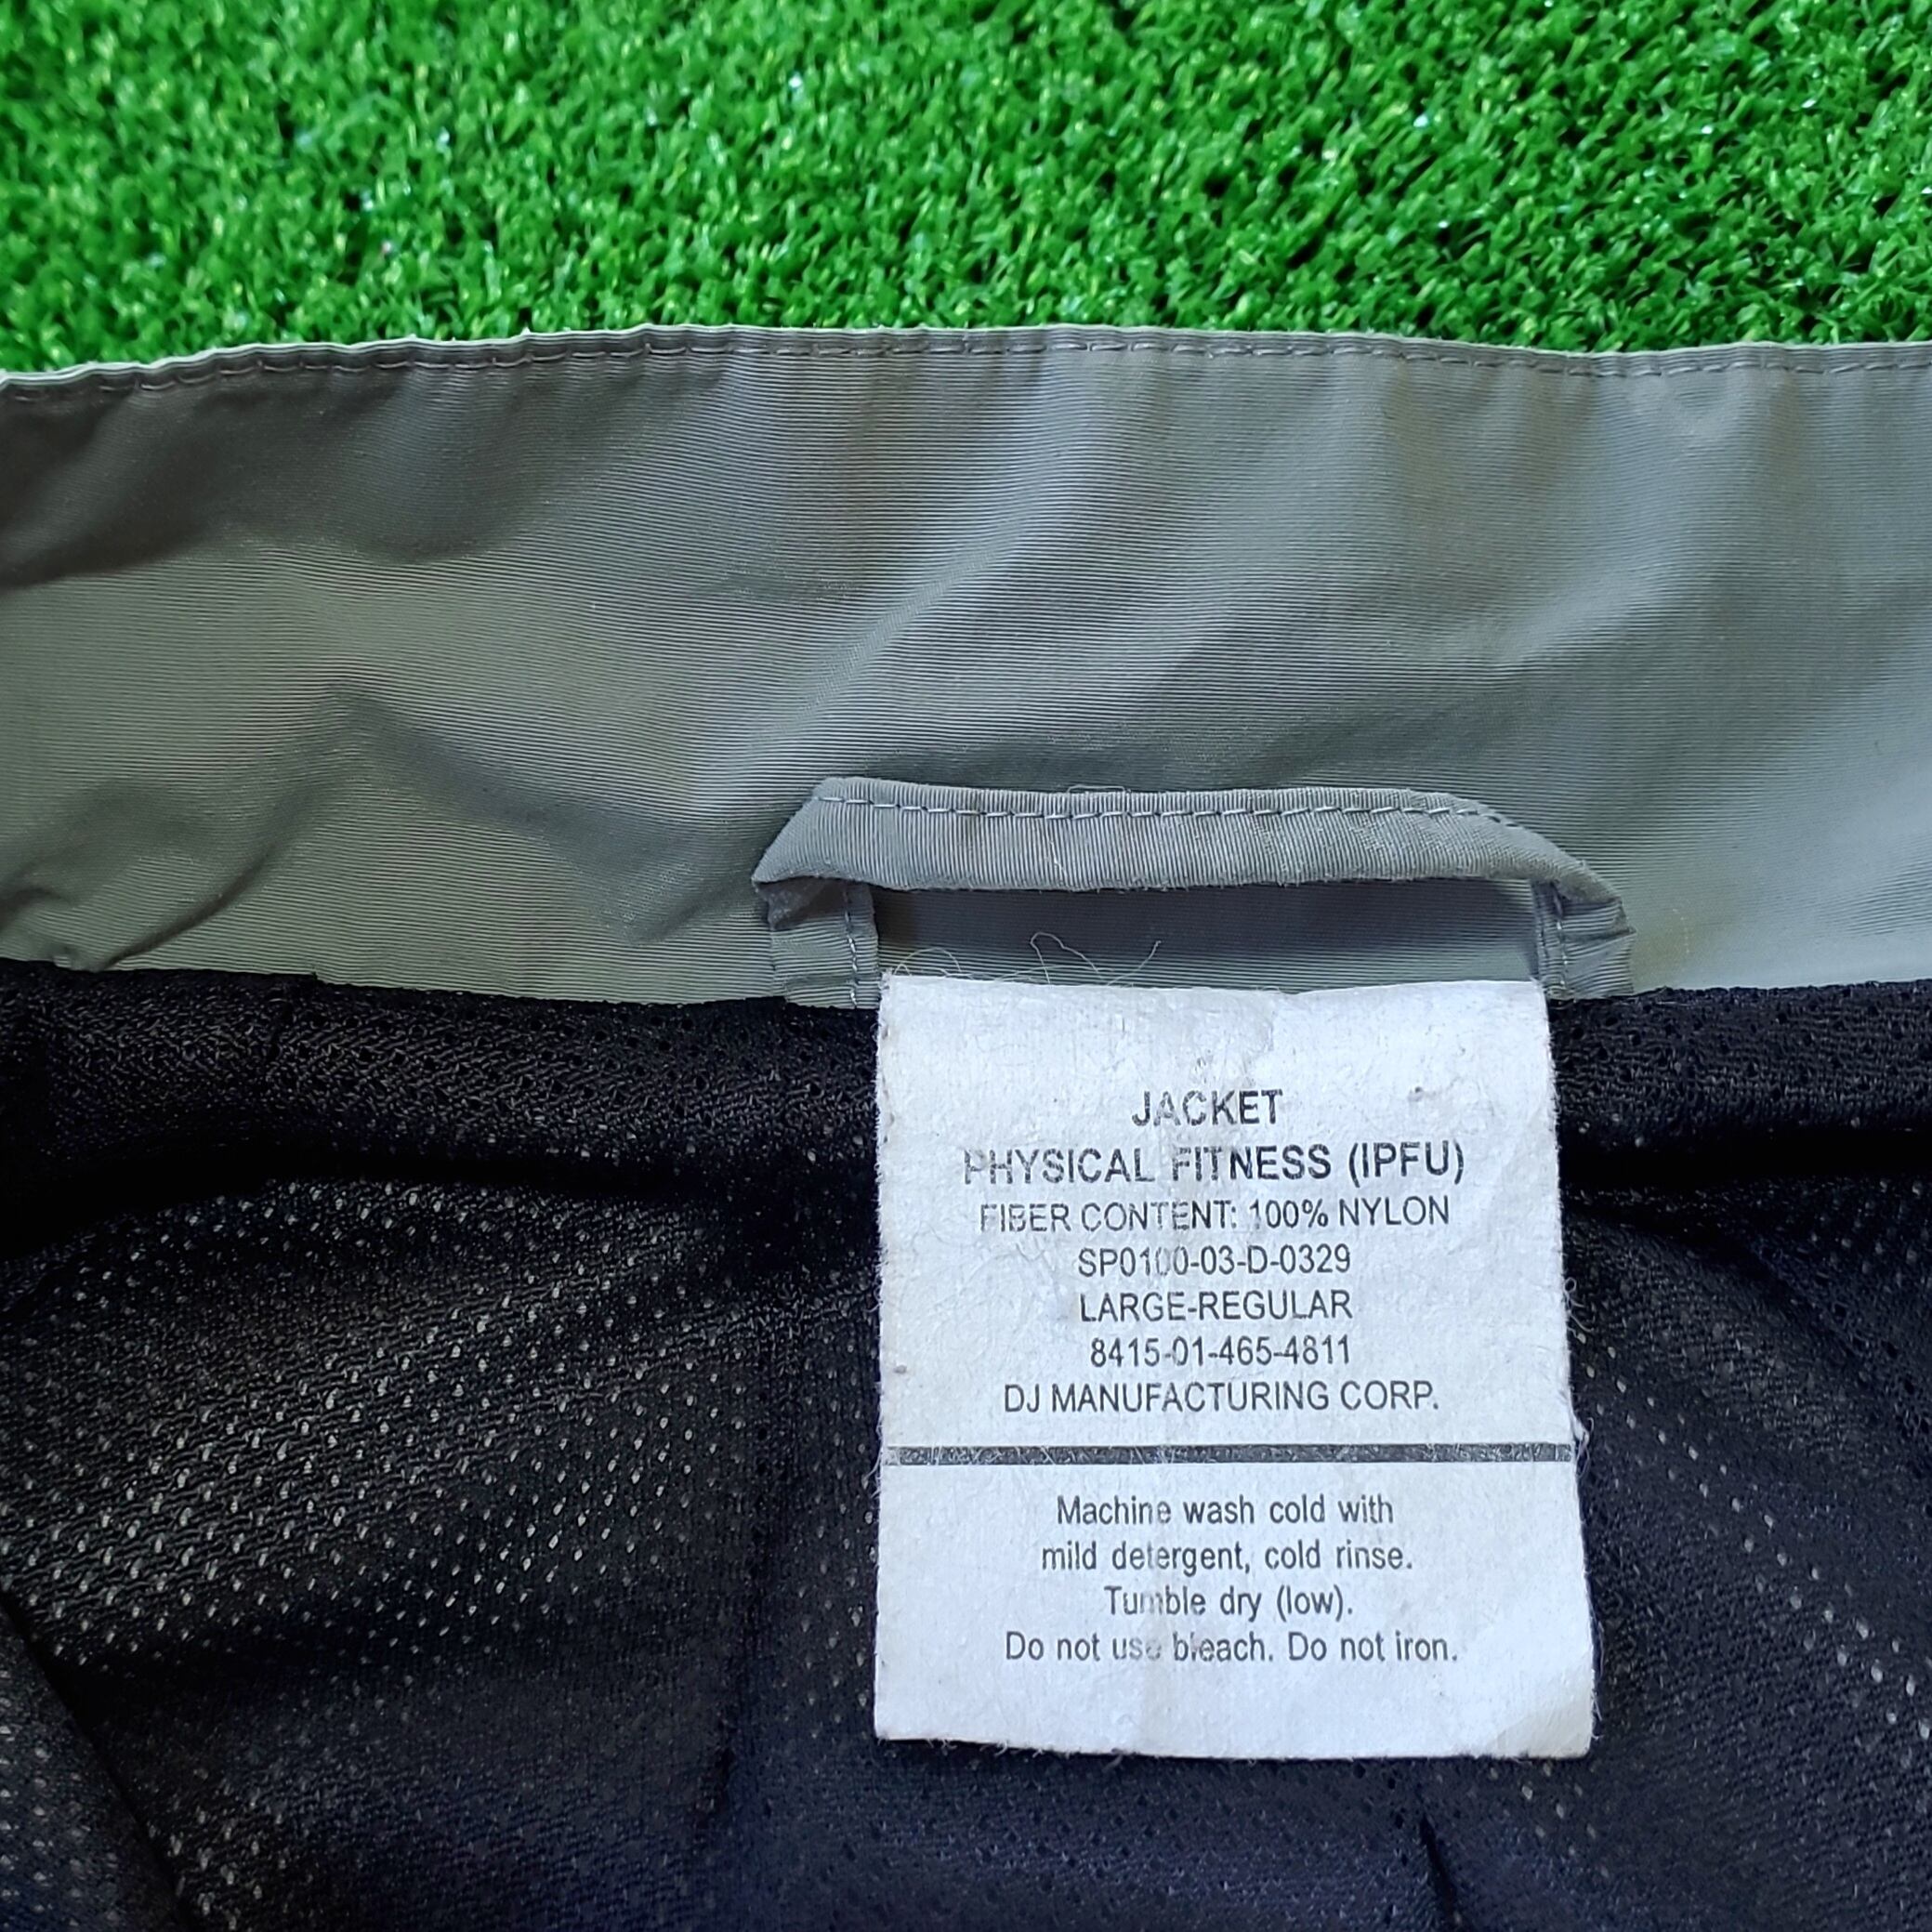 JACKET
PHYSICAL FITNESS (IPFU)
FIBER CONTENT: 100% NYLON
SP0100-03-D-0329
LARGE-REGULAR
8415-01-465-4811
DJ MANUFACTURING CORP.
Machine wash cold with
mild detergent, cold rinse.
Tumble dry (low).
Do not use bleach. Do not iron.